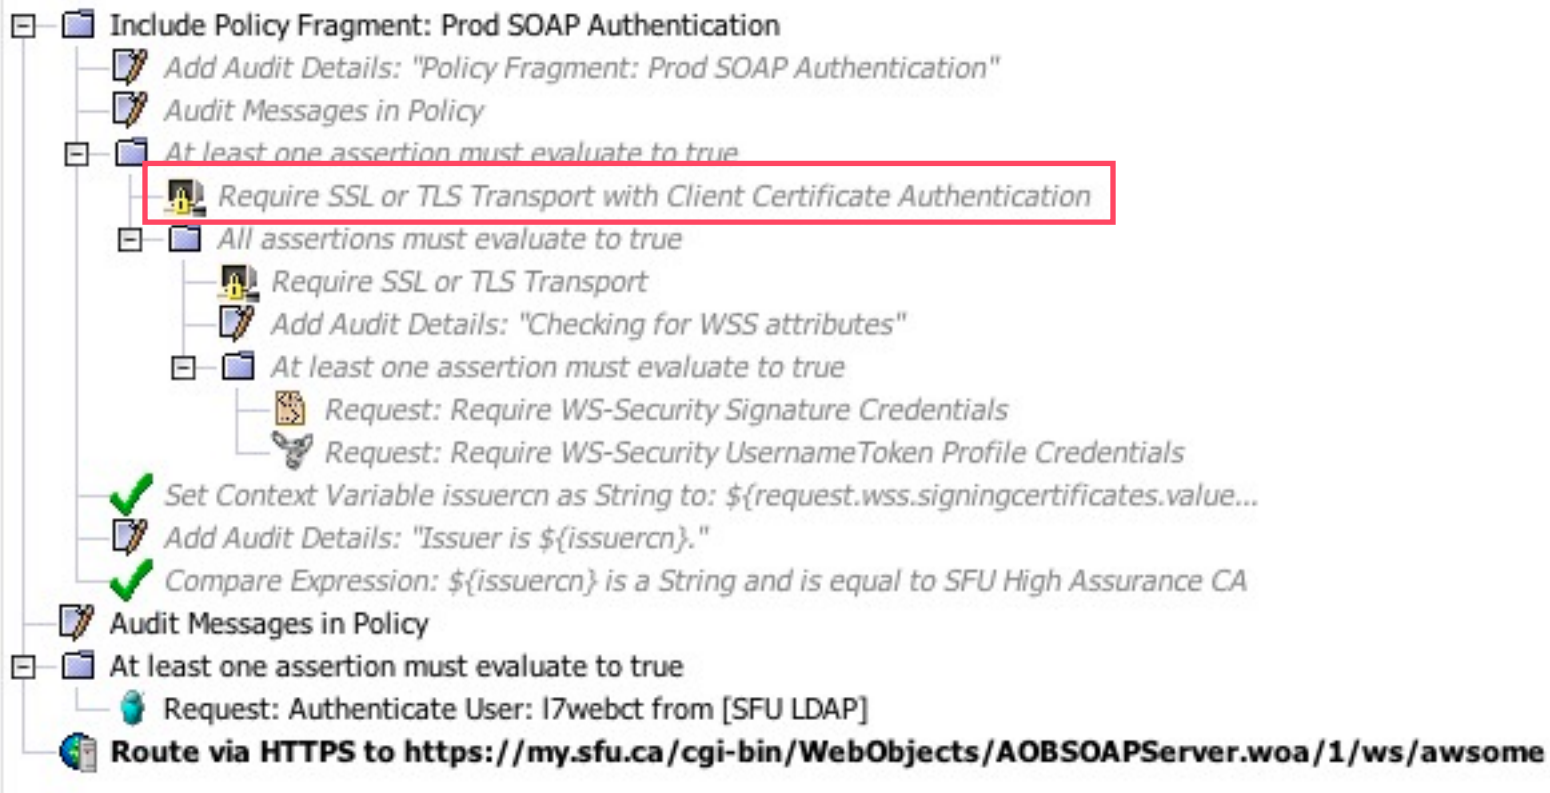 Include Policy Fragment: Prod SOAP Authentication
Add Audit Details: "Policy Fragment: Prod SOAP Authentication"
Audit Messages in Policy
At least one assertion must evaluate to true
Require SSL or TLS Transport with Client Certificate Authentication
All assertions must evaluate to true
Require SSL or TLS Transport
Add Audit Details: "Checking for WSS attributes"
At least one assertion must evaluate to true
Request: Require WS-Security Signature Credentials
Request: Require WS-Security UsernameToken Profile Credentials
Set Context Variable issuercn as String to: ${request.wss.signingcertificates.value...
Add Audit Details: "Issuer is ${issuercn}."
Compare Expression: ${issuercn} is a String and is equal to SFU High Assurance CA
Audit Messages in Policy
At least one assertion must evaluate to true
Request: Authenticate User: l7webct from [SFU LDAP]
Route via HTTPS to https://my.sfu.ca/cgi-bin/WebObjects/AOBSOAPServer.woa/1/ws/awsome